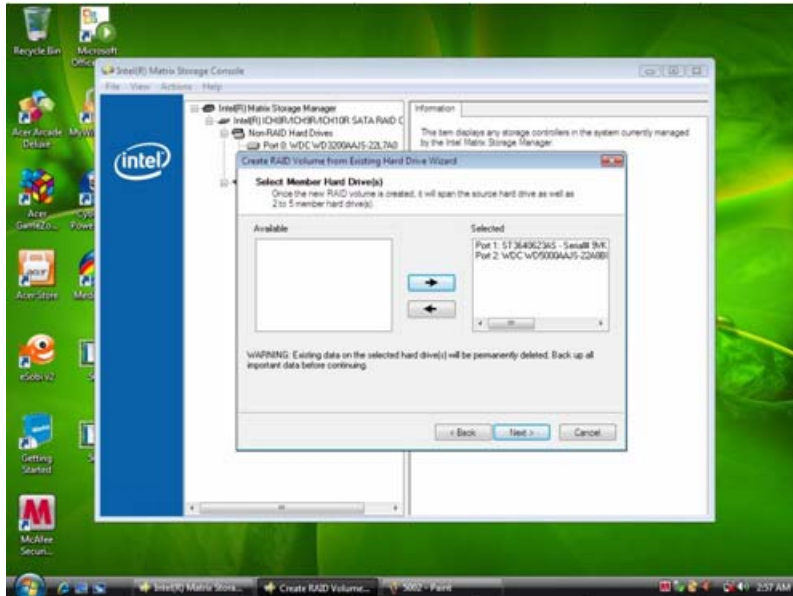 Recycle Bin
Microsoft
Intel(R) Matrix Storage Console
File View Actions Help
Intel(R) Matrix Storage Manager
Intel(R) ICH8R/ICH9R/ICH10R SATA RAID C
Non-RAID Hard Drives
Port 0: WDC WD3200AAJS-22L7A0
Information
This item displays any storage controllers in the system currently managed
by the Intel Matrix Storage Manager.
intel
Create RAID Volume from Existing Hard Drive Wizard
Select Member Hard Drive(s)
Once the new RAID volume is created, it will span the source hard drive as well as
2 to 5 member hard drive(s).
Available
Selected
Port 1: ST3640623AS - Serial# 9VK
Port 2: WDC WD5000AAJS-22A8B
WARNING: Existing data on the selected hard drive(s) will be permanently deleted. Back up all
important data before continuing.
< Back
Next >
Cancel
Acer Arcade
Deluxe
Acer
GameZo...
Power
Acer Store
eSobi v2
Getting
Started
McAfee
Securi...
Intel(R) Matrix Stora...
Create RAID Volume...
5002 - Paint
2:57 AM